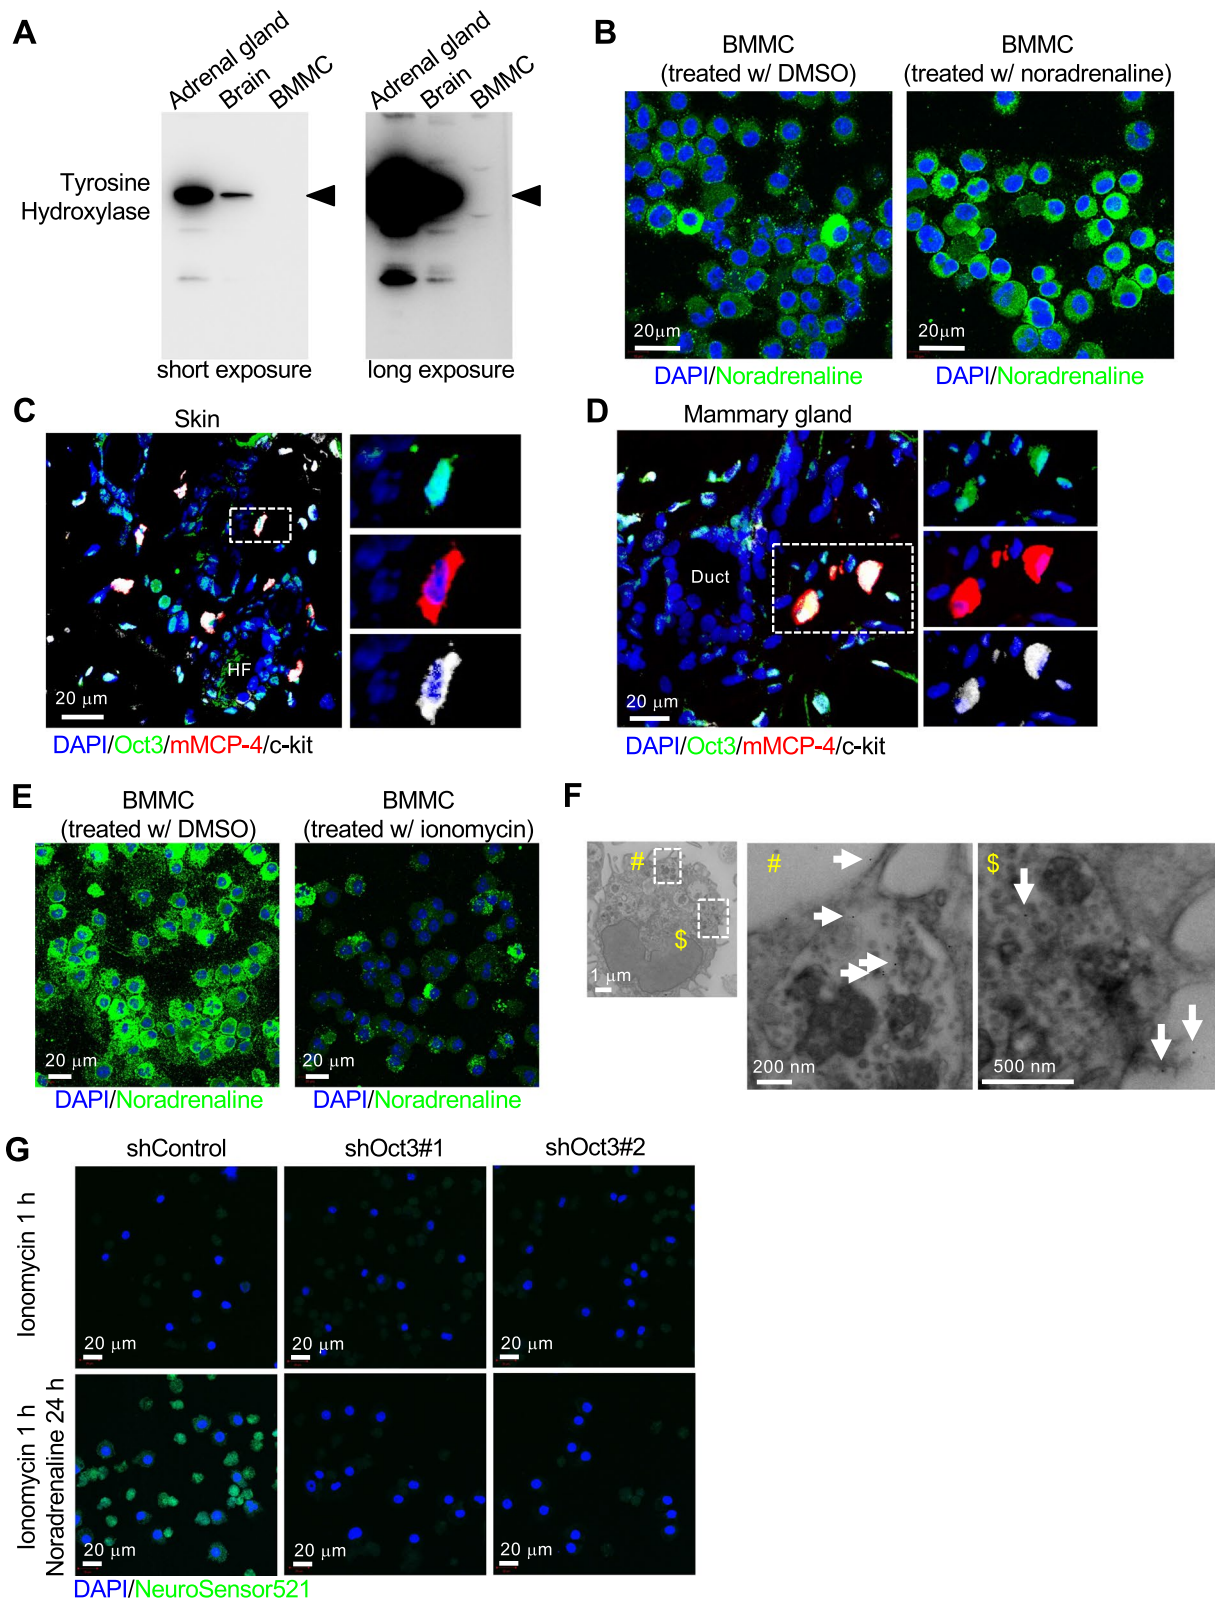 A
Adrenal gland
Brain
BMMC
Adrenal gland
Brain
BMMC
Tyrosine
Hydroxylase
short exposure
long exposure
B
BMMC
(treated w/ DMSO)
BMMC
(treated w/ noradrenaline)
20μm
20μm
DAPI/Noradrenaline
DAPI/Noradrenaline
C
Skin
HF
20 μm
DAPI/Oct3/mMCP-4/c-kit
D
Mammary gland
Duct
20 μm
DAPI/Oct3/mMCP-4/c-kit
E
BMMC
(treated w/ DMSO)
BMMC
(treated w/ ionomycin)
20 μm
20 μm
DAPI/Noradrenaline
DAPI/Noradrenaline
F
#
$
1 μm
#
200 nm
$
500 nm
G
shControl
shOct3#1
shOct3#2
Ionomycin 1 h
20 μm
20 μm
20 μm
Ionomycin 1 h
Noradrenaline 24 h
20 μm
20 μm
20 μm
DAPI/NeuroSensor521